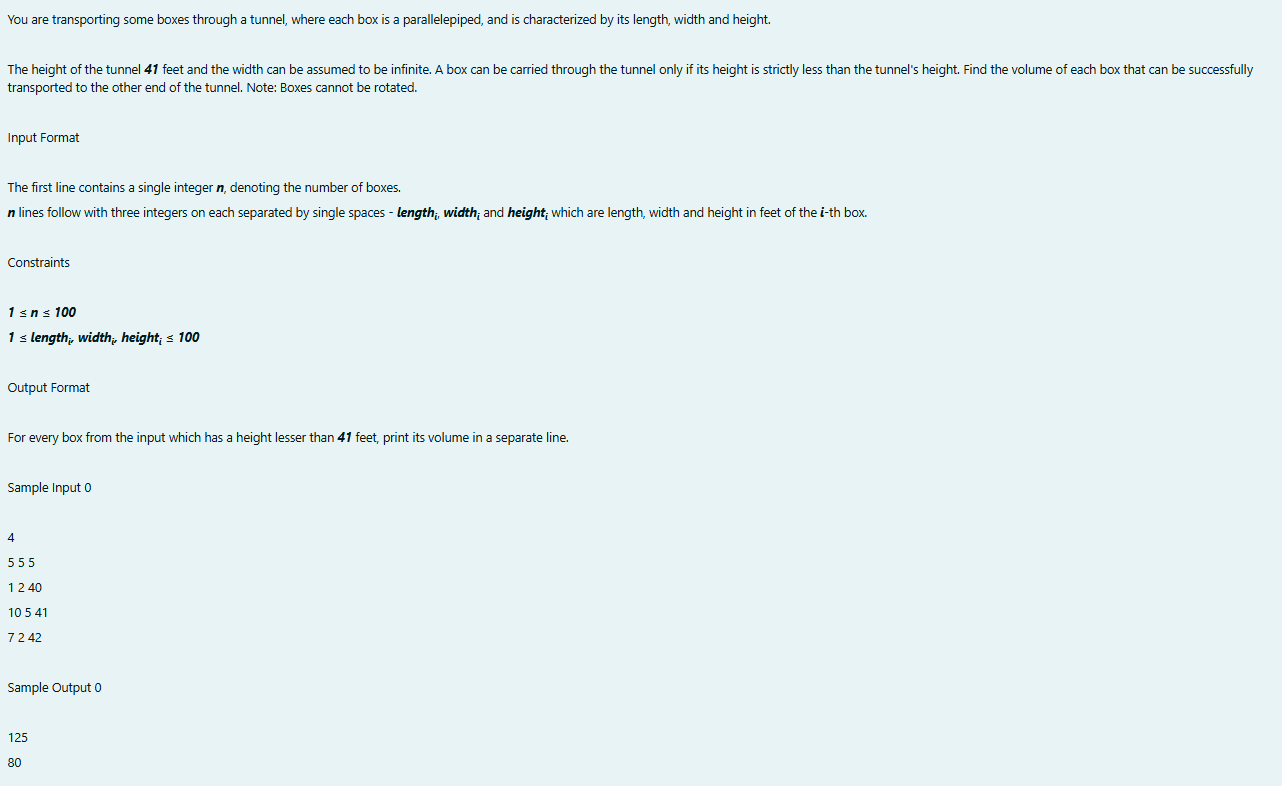 You are transporting some boxes through a tunnel, where each box is a parallelepiped, and is characterized by its length, width and height.
The height of the tunnel 41 feet and the width can be assumed to be infinite. A box can be carried through the tunnel only if its height is strictly less than the tunnel's height. Find the volume of each box that can be successfully
transported to the other end of the tunnel. Note: Boxes cannot be rotated.
Input Format
The first line contains a single integer n, denoting the number of boxes.
n lines follow with three integers on each separated by single spaces - lengthᵢ, widthᵢ and heightᵢ which are length, width and height in feet of the i-th box.
Constraints
1 ≤ n ≤ 100
1 ≤ lengthᵢ, widthᵢ, heightᵢ ≤ 100
Output Format
For every box from the input which has a height lesser than 41 feet, print its volume in a separate line.
Sample Input 0
4
5 5 5
1 2 40
10 5 41
7 2 42
Sample Output 0
125
80